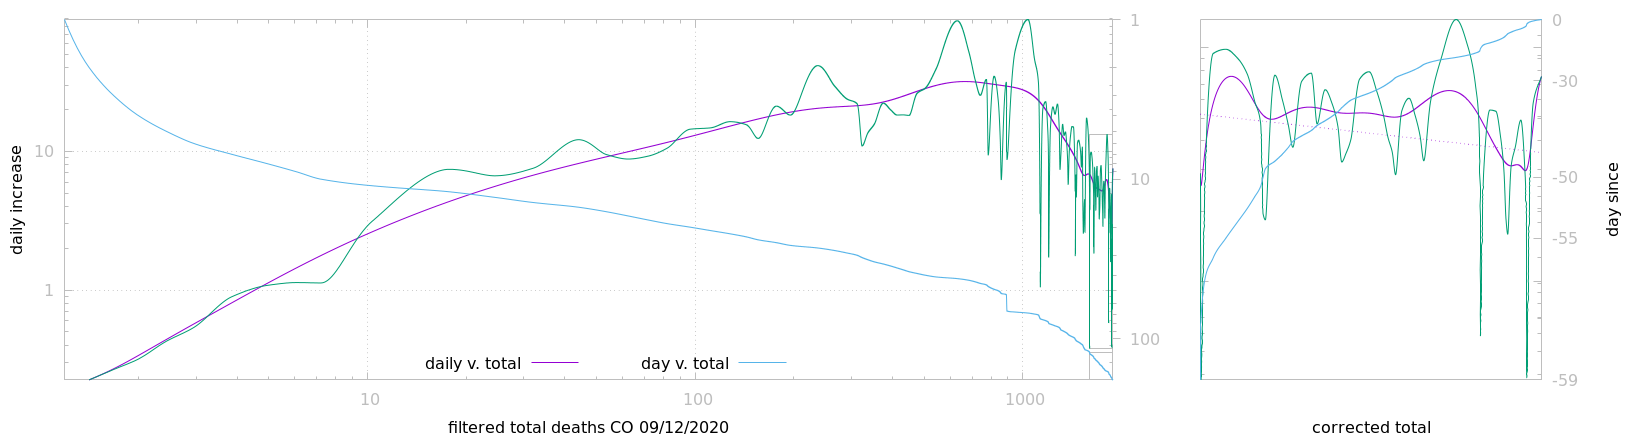 daily increase
10
1
daily v. total
day v. total
10
100
1000
filtered total deaths CO 09/12/2020
1
10
100
0
-30
-50
-55
-59
day since
corrected total